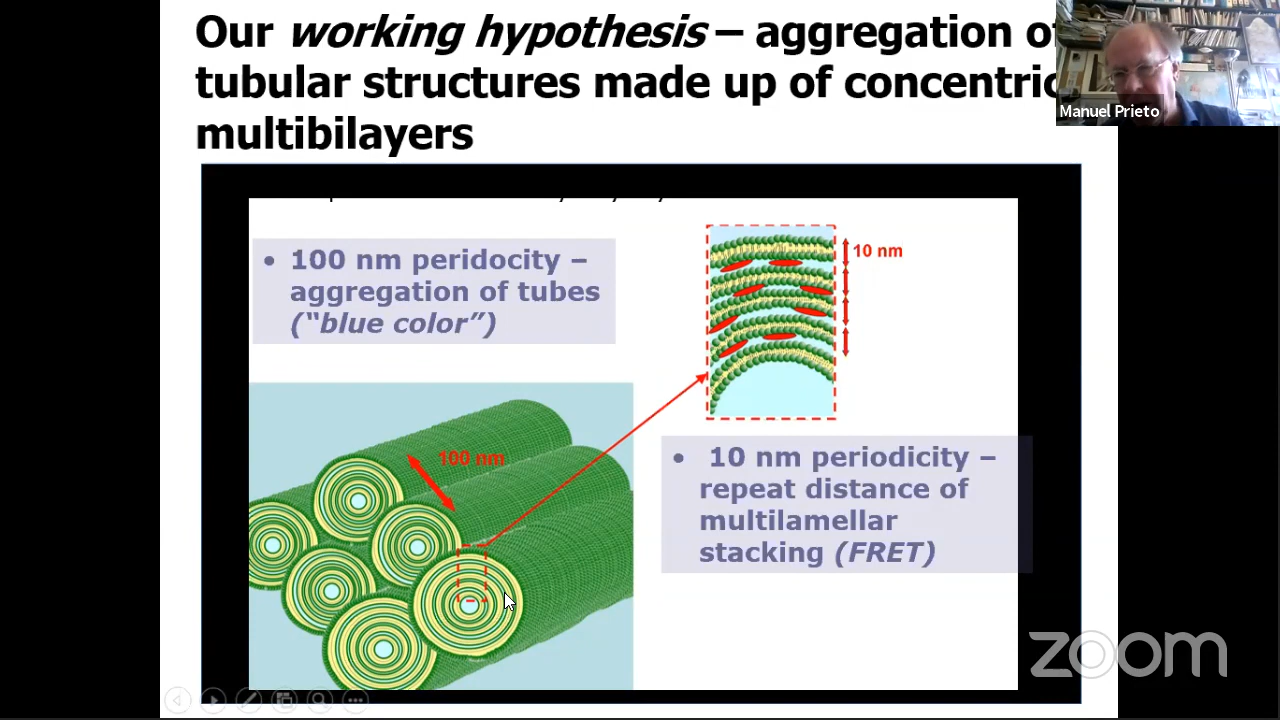 Our working hypothesis – aggregation of
tubular structures made up of concentric
multibilayers
Manuel Prieto
• 100 nm peridocity –
aggregation of tubes
(“blue color”)
10 nm
100 nm
• 10 nm periodicity –
repeat distance of
multilamellar
stacking (FRET)
zoom